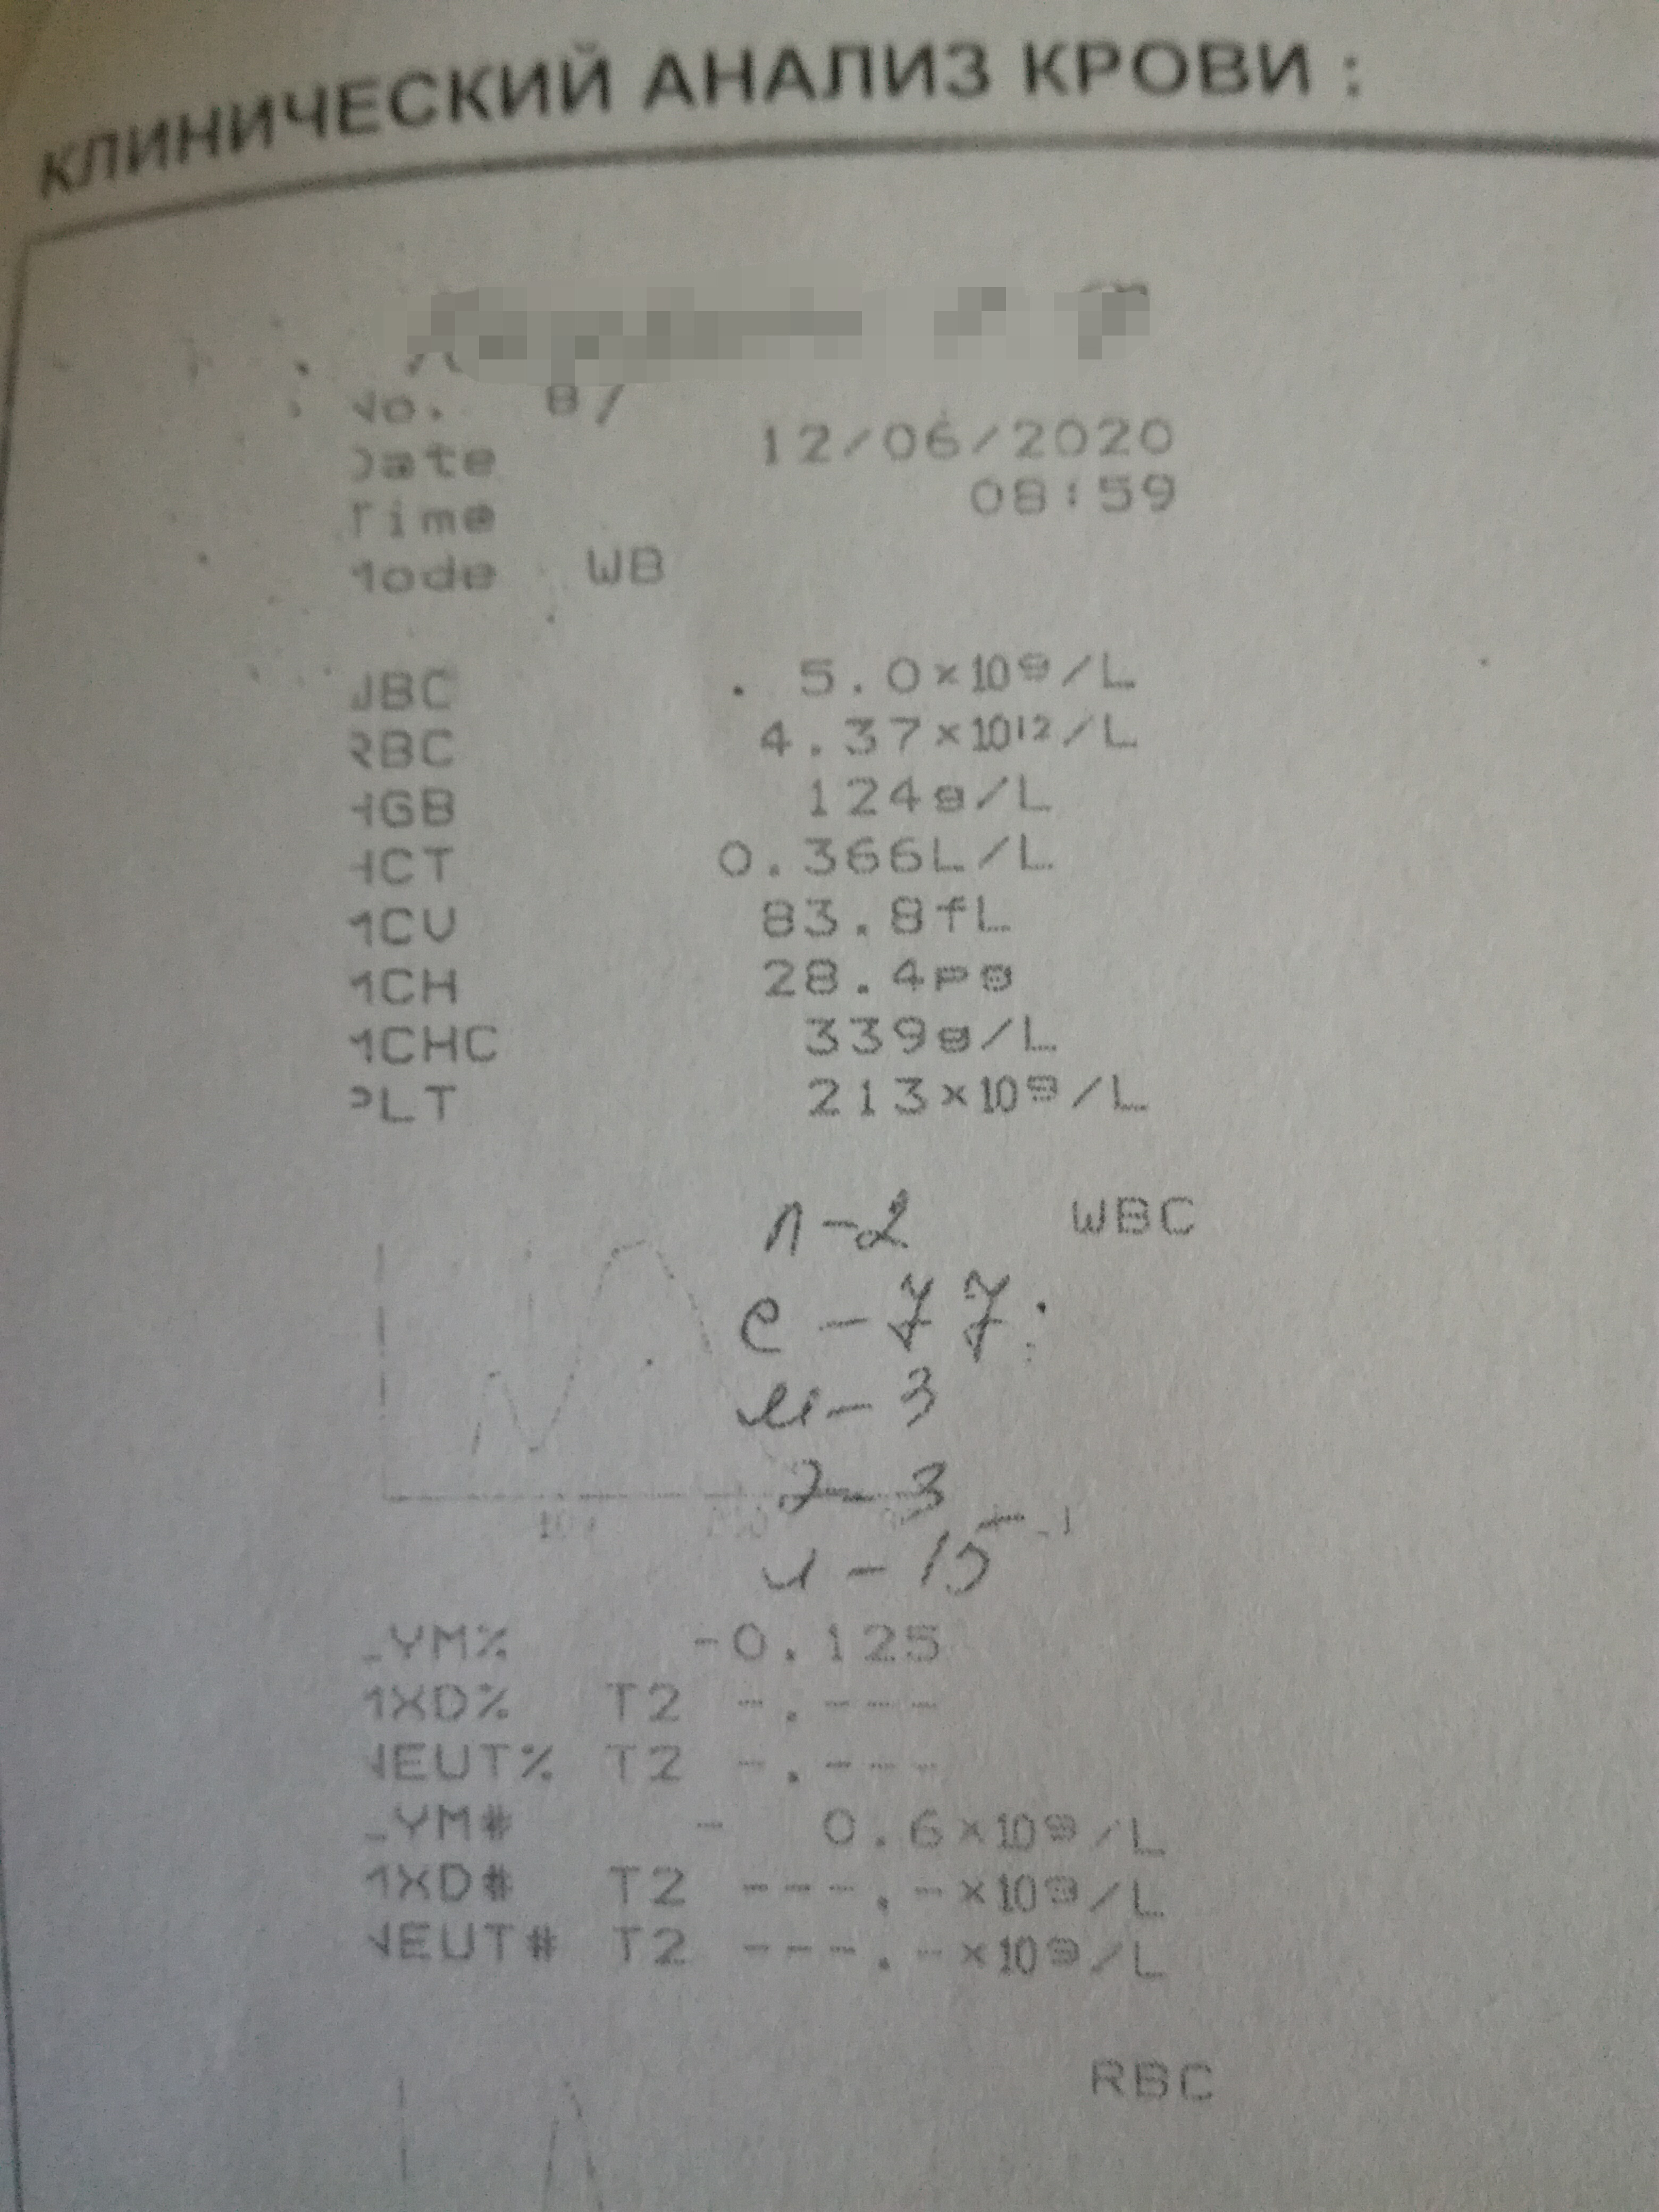 КЛИНИЧЕСКИЙ АНАЛИЗ КРОВИ :
No.
Date 12/06/2020
Time 08:59
Mode WB
WBC 5.0×10⁹/L
RBC 4.37×10¹²/L
HGB 124g/L
HCT 0.366L/L
MCV 83.8fL
MCH 28.4pg
MCHC 339g/L
PLT 213×10⁹/L
WBC
п-2
с-77
м-3
э-3
л-15
LYM% -0.125
MXD% T2 -.---
NEUT% T2 -.---
LYM# - 0.6×10⁹/L
MXD# T2 ---.-×10⁹/L
NEUT# T2 ---.-×10⁹/L
RBC